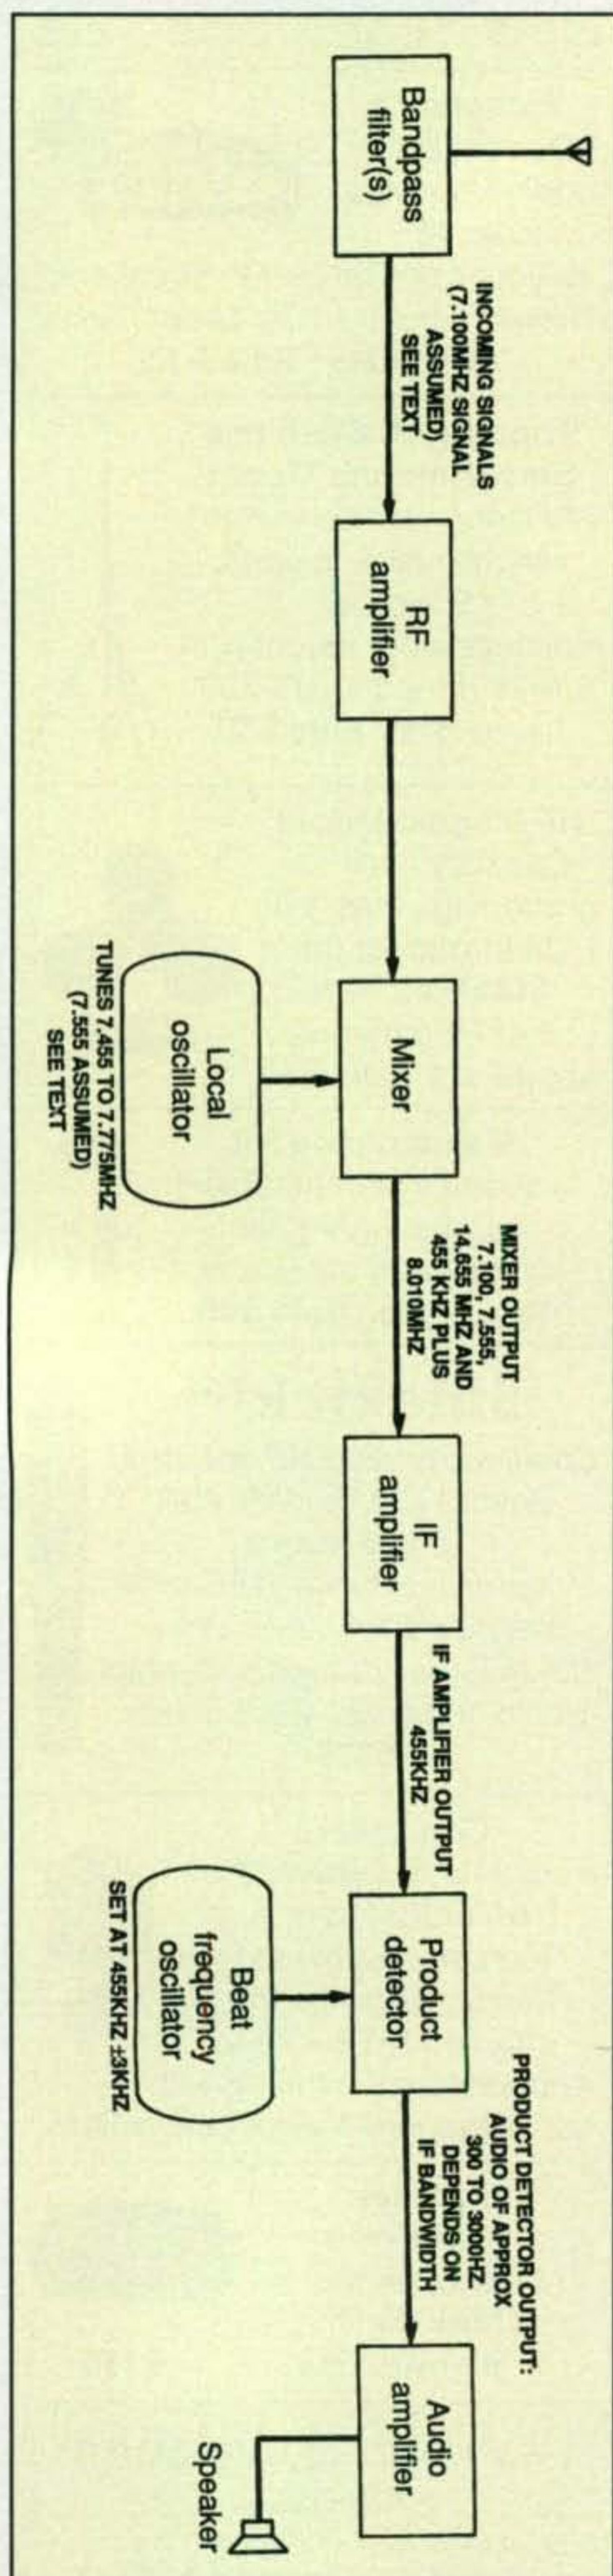 Bandpass
filter(s)
INCOMING SIGNALS
(7.100MHZ SIGNAL
ASSUMED)
SEE TEXT
RF
amplifier
Mixer
Local
oscillator
TUNES 7.455 TO 7.775MHZ
(7.555 ASSUMED)
SEE TEXT
MIXER OUTPUT
7.100, 7.555,
14.655 MHZ AND
455 KHZ PLUS
8.010MHZ
IF
amplifier
IF AMPLIFIER OUTPUT
455KHZ
Product
detector
Beat
frequency
oscillator
SET AT 455KHZ ±3KHZ
PRODUCT DETECTOR OUTPUT:
AUDIO OF APPROX
300 TO 3000HZ.
DEPENDS ON
IF BANDWIDTH
Audio
amplifier
Speaker